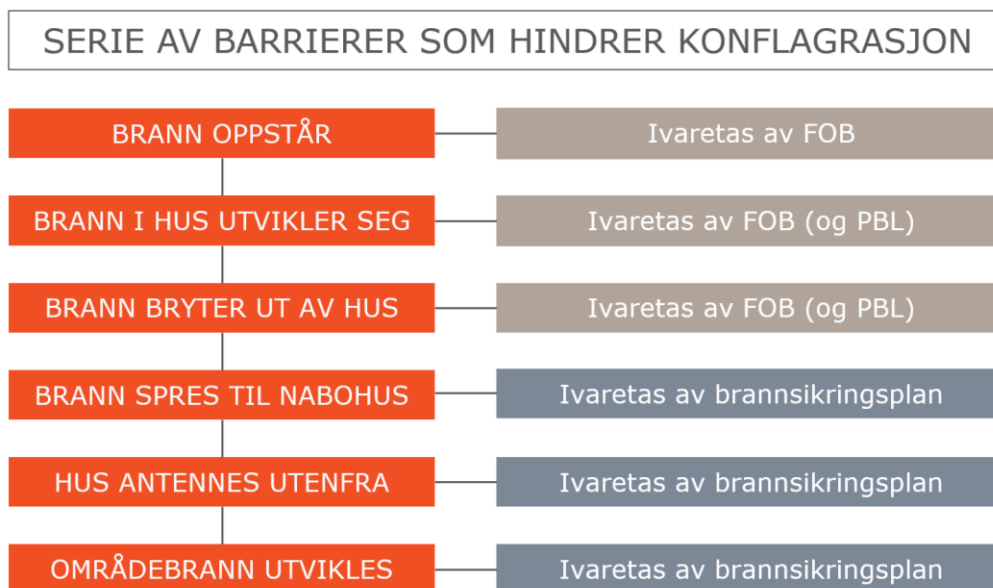 SERIE AV BARRIERER SOM HINDRER KONFLAGRASJON
BRANN OPPSTÅR
Ivaretas av FOB
BRANN I HUS UTVIKLER SEG
Ivaretas av FOB (og PBL)
BRANN BRYTER UT AV HUS
Ivaretas av FOB (og PBL)
BRANN SPRES TIL NABOHUS
Ivaretas av brannsikringsplan
HUS ANTENNES UTENFRA
Ivaretas av brannsikringsplan
OMRÅDEBRANN UTVIKLES
Ivaretas av brannsikringsplan